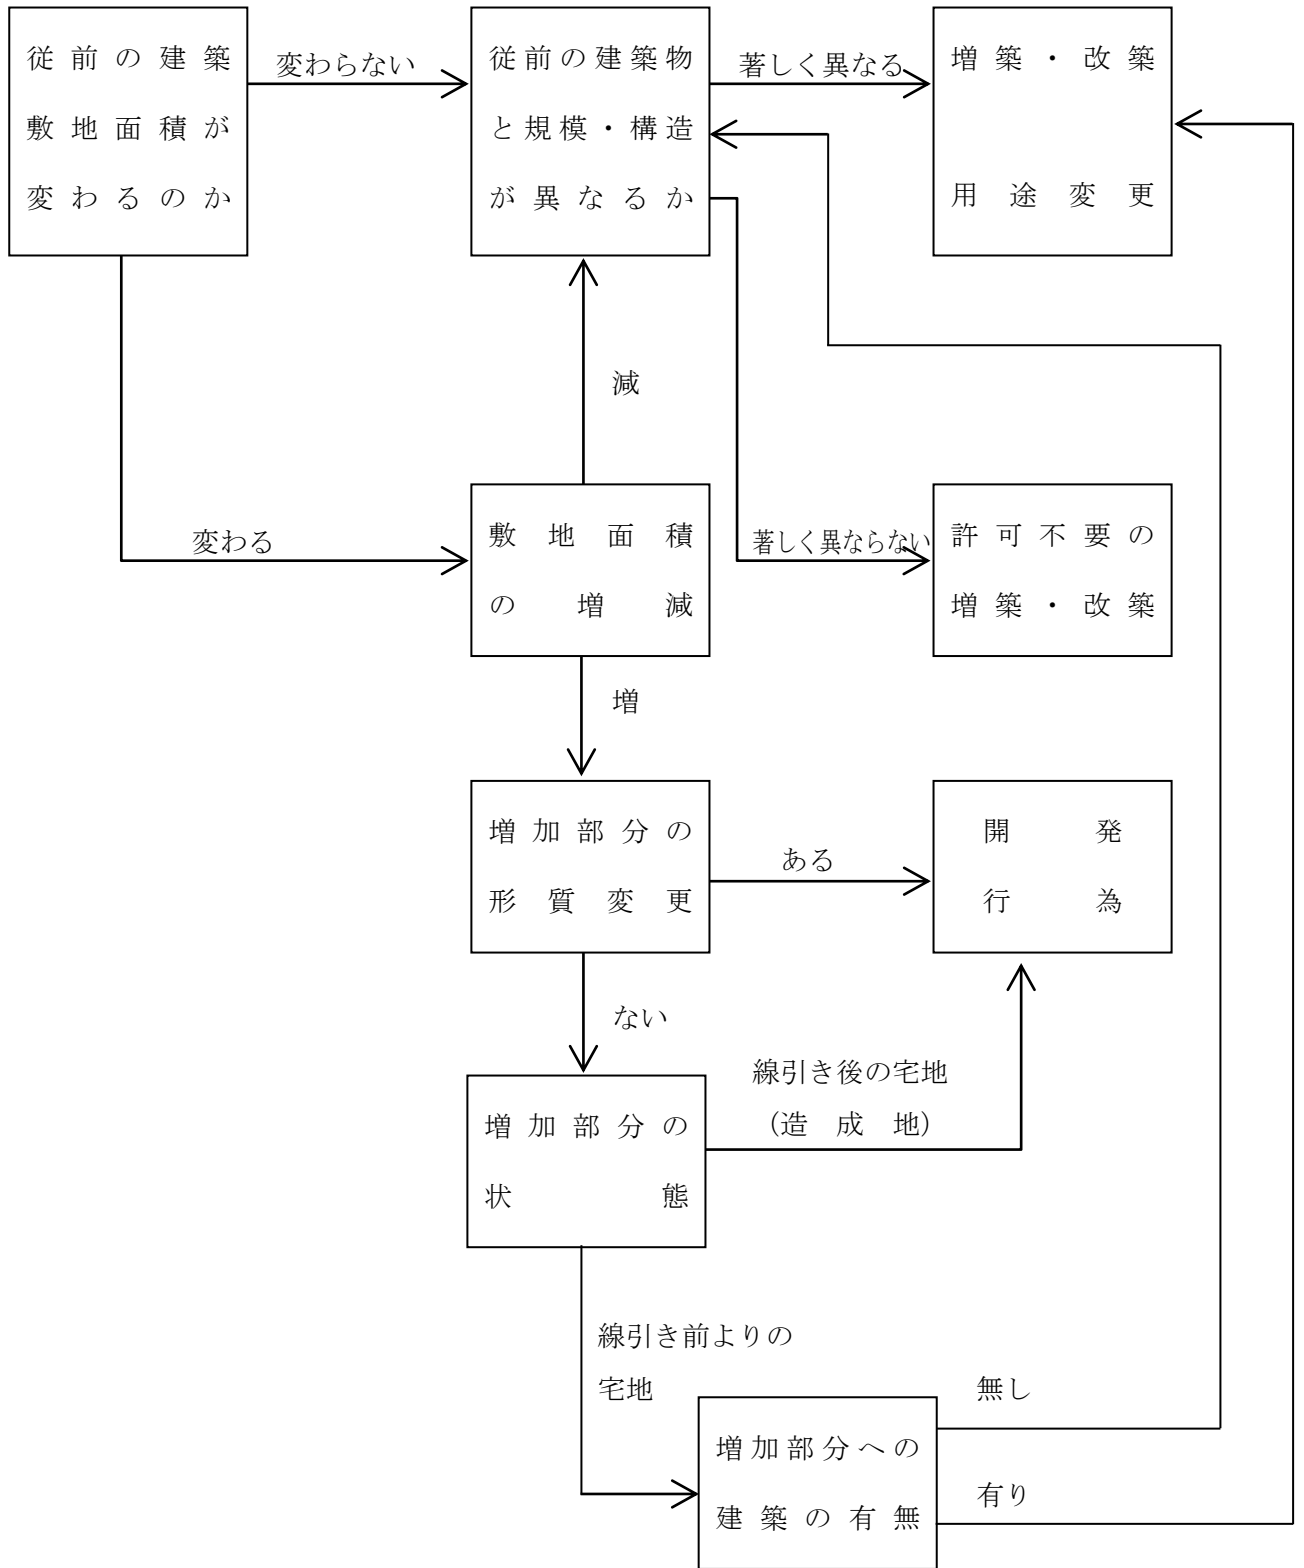 従前の建築
敷地面積が
変わるのか
変わらない
従前の建築物
と規模・構造
が異なるか
著しく異なる
増築・改築
用途変更
減
変わる
敷地面積
の増減
著しく異ならない
許可不要の
増築・改築
増
増加部分の
形質変更
ある
開発
行為
ない
増加部分の
状態
線引き後の宅地
（造成地）
線引き前よりの
宅地
増加部分への
建築の有無
無し
有り